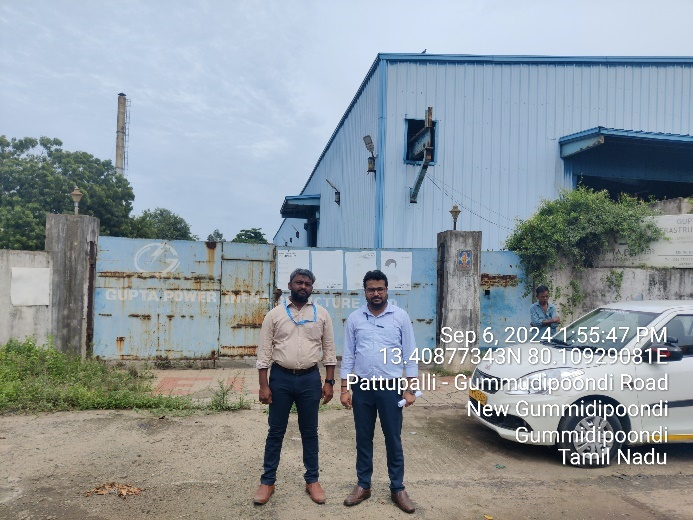 GUPTA POWER INFRASTRUCTURE
Sep 6, 2024 1:55:47 PM
13.40877343N 80.10929081E
Pattupalli - Gummudipoondi Road
New Gummidipoondi
Gummidipoondi
Tamil Nadu